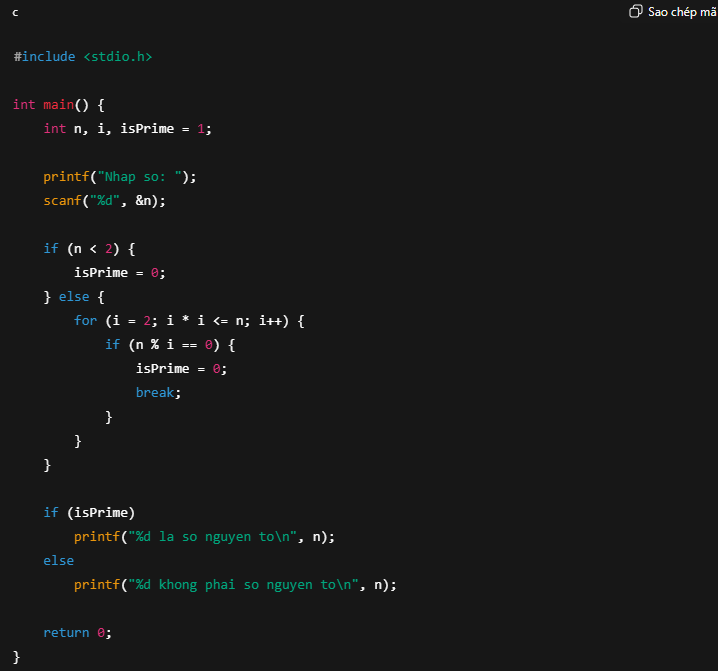 c
Sao chép mã
#include <stdio.h>
int main() {
    int n, i, isPrime = 1;
    printf("Nhap so: ");
    scanf("%d", &n);
    if (n < 2) {
        isPrime = 0;
    } else {
        for (i = 2; i * i <= n; i++) {
            if (n % i == 0) {
                isPrime = 0;
                break;
            }
        }
    }
    if (isPrime)
        printf("%d la so nguyen to\n", n);
    else
        printf("%d khong phai so nguyen to\n", n);
    return 0;
}